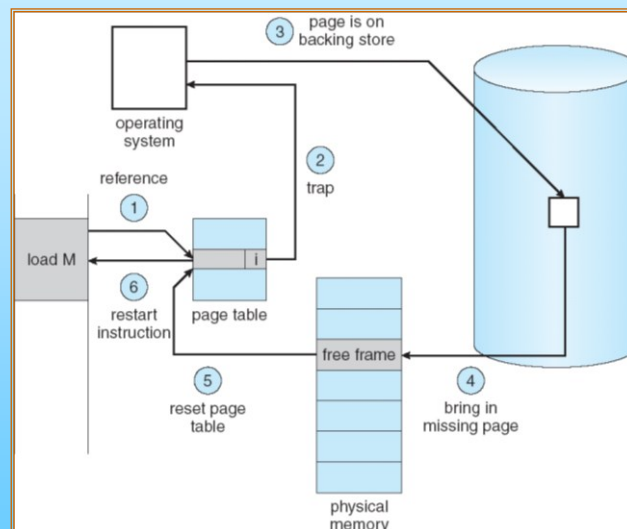 3
page is on
backing store
operating
system
2
trap
reference
1
load M
i
6
restart
instruction
page table
5
reset page
table
free frame
4
bring in
missing page
physical
memory